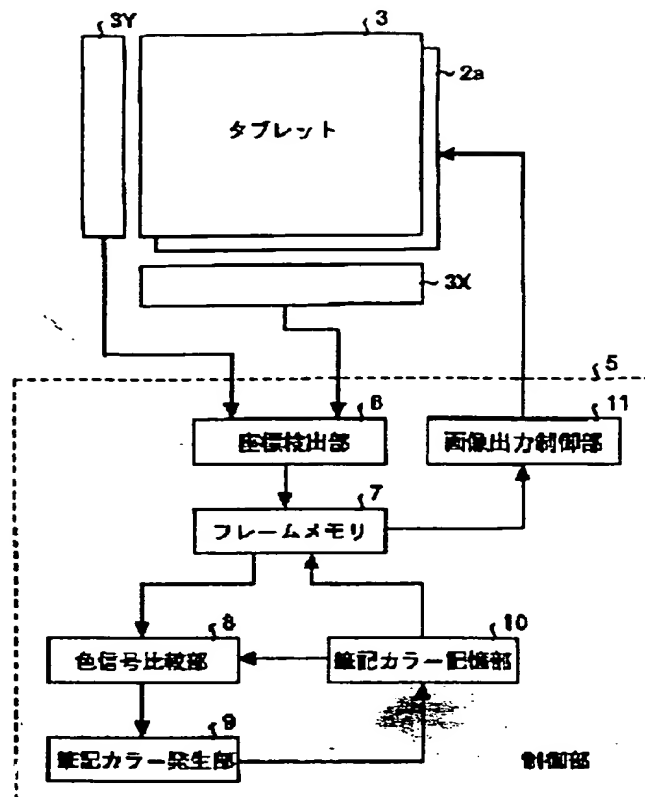 3Y
3
2a
タブレット
3X
5
6
11
座標検出部
画像出力制御部
7
フレームメモリ
8
10
色信号比較部
筆記カラー記憶部
9
筆記カラー発生部
制御部